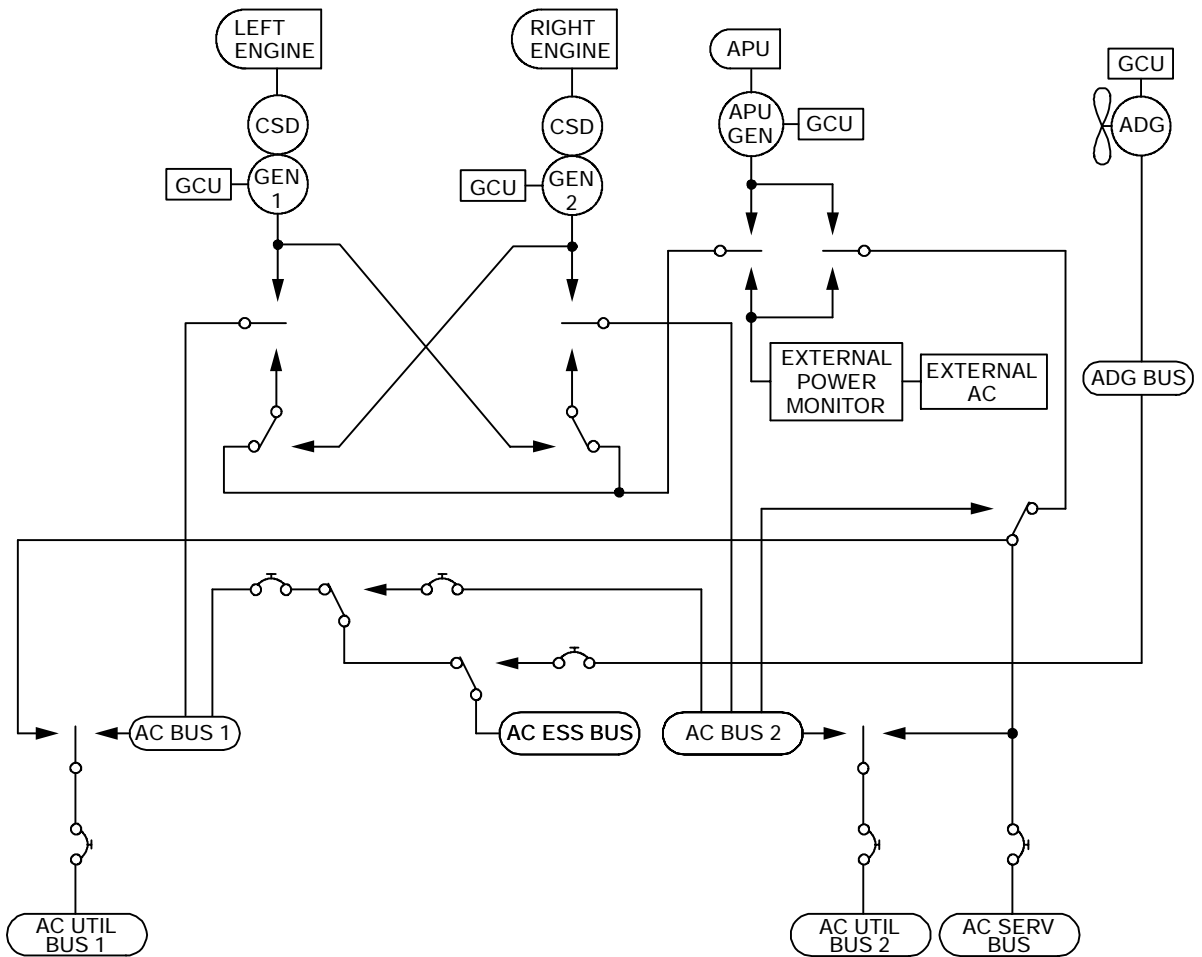 LEFT
ENGINE
RIGHT
ENGINE
APU
GCU
CSD
CSD
APU
GEN
GCU
ADG
GCU
GEN
1
GCU
GEN
2
EXTERNAL
POWER
MONITOR
EXTERNAL
AC
ADG BUS
AC BUS 1
AC ESS BUS
AC BUS 2
AC UTIL
BUS 1
AC UTIL
BUS 2
AC SERV
BUS